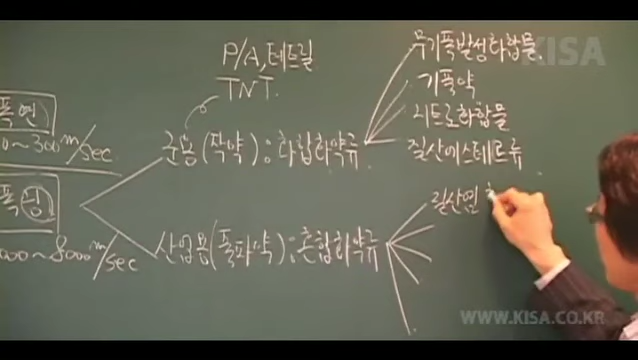 P/A, 테트릴
TNT.
무기폭발성화합물
기폭약
니트로화합물
질산에스테르류
폭연
300m/sec
군용(작약) : 화합화약류
폭굉
8000m/sec
산업용(폭파약) : 혼합화약류
질산염
KISA
WWW.KISA.CO.KR